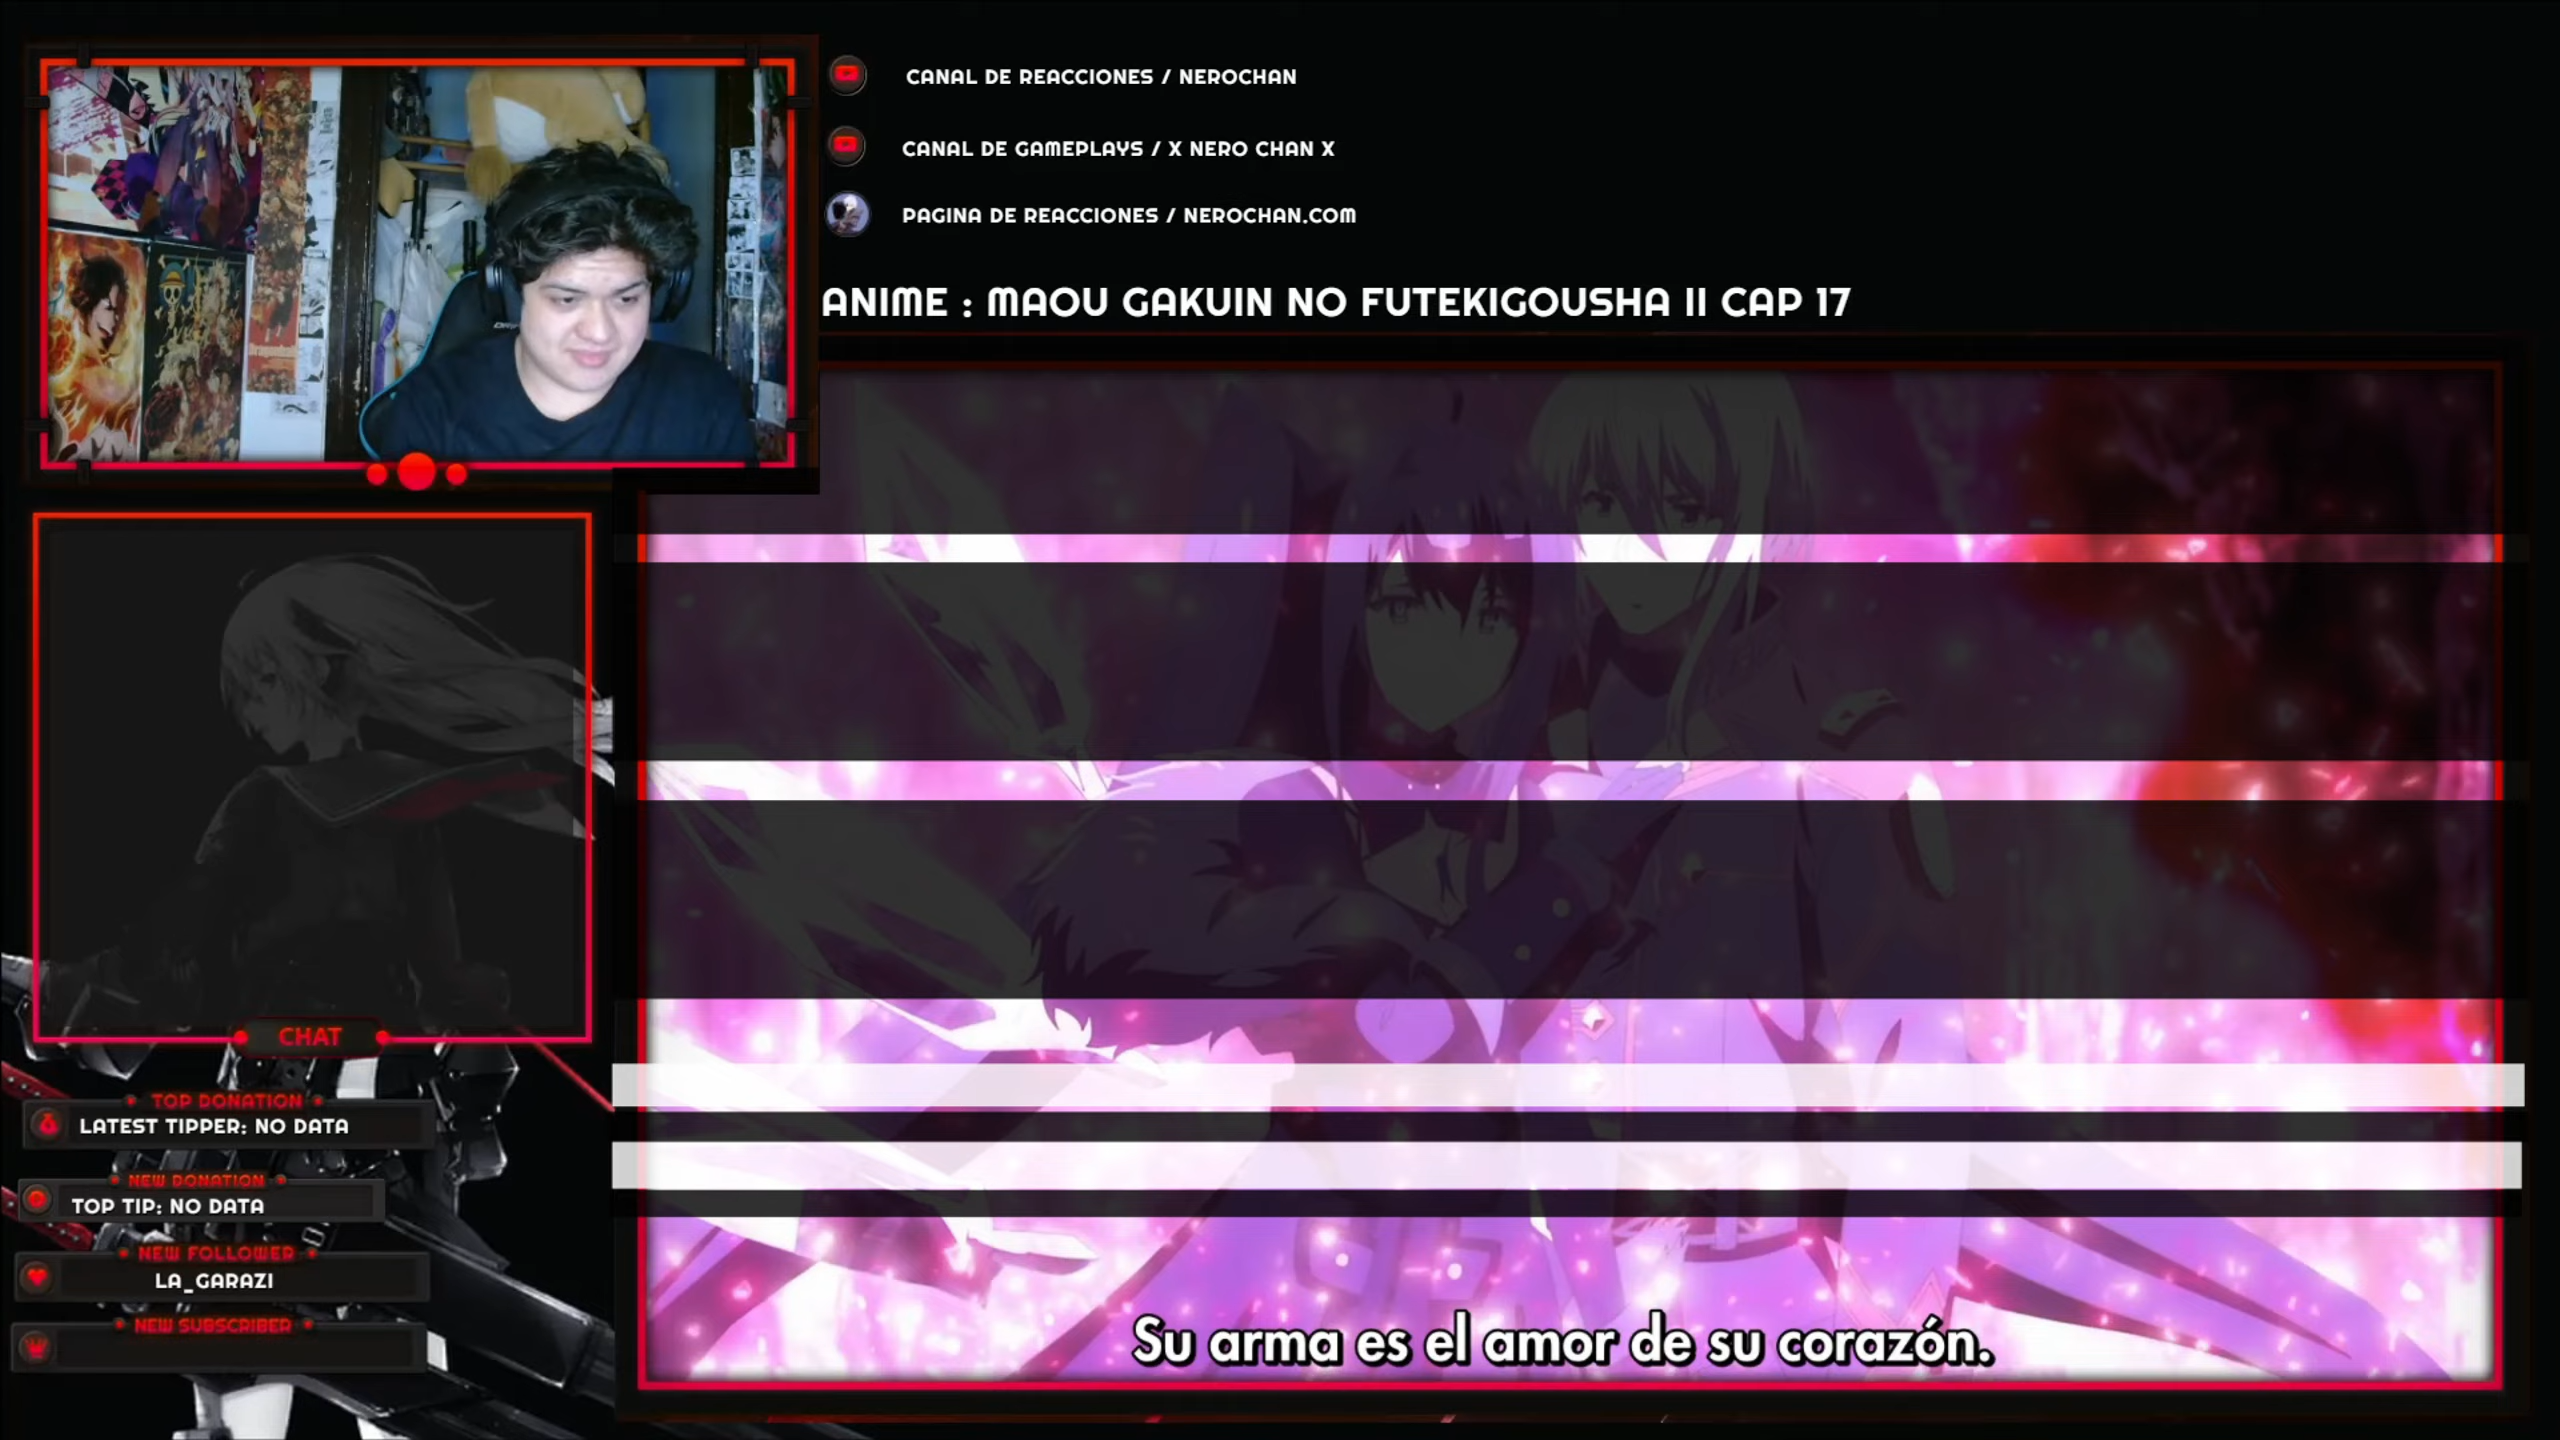 CANAL DE REACCIONES / NEROCHAN
CANAL DE GAMEPLAYS / X NERO CHAN X
PAGINA DE REACCIONES / NEROCHAN.COM
ANIME : MAOU GAKUIN NO FUTEKIGOUSHA II CAP 17
CHAT
TOP DONATION
LATEST TIPPER: NO DATA
NEW DONATION
TOP TIP: NO DATA
NEW FOLLOWER
LA_GARAZI
NEW SUBSCRIBER
Su arma es el amor de su corazón.